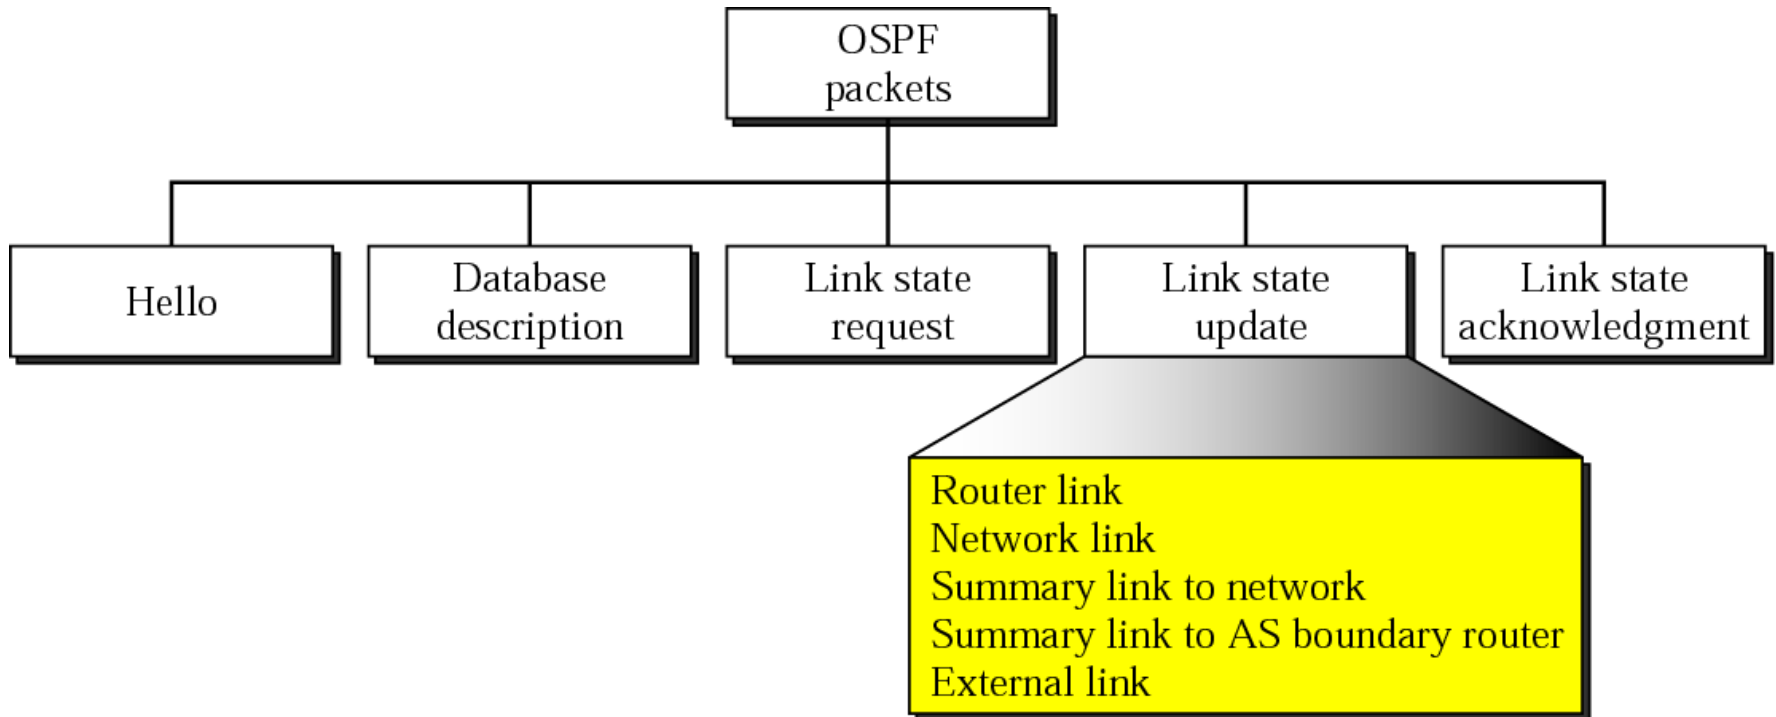 OSPF
packets
Hello
Database
description
Link state
request
Link state
update
Link state
acknowledgment
Router link
Network link
Summary link to network
Summary link to AS boundary router
External link